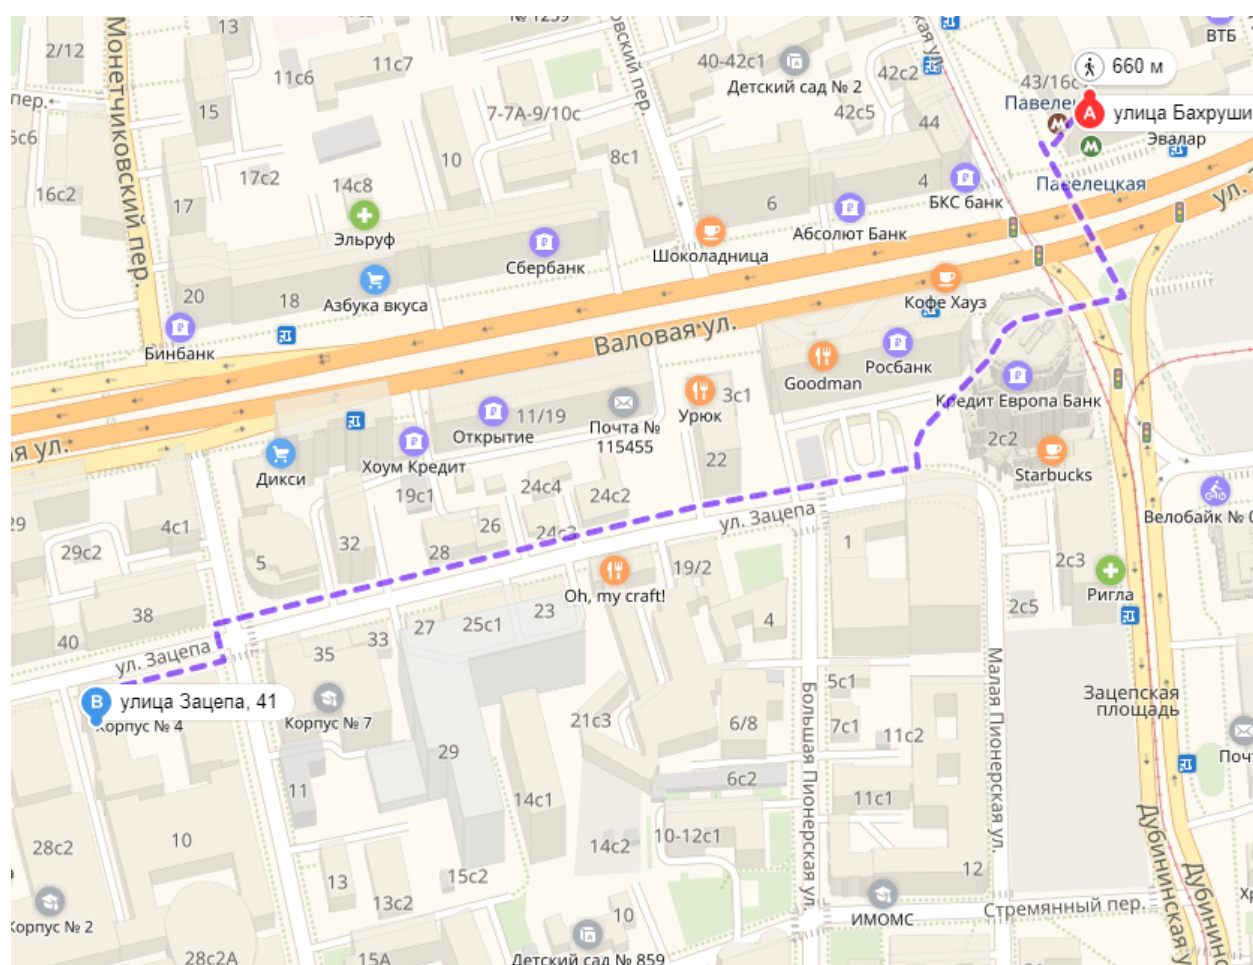 13
№ 1259
ВТБ
2/12
11с6
11с7
40-42с1
42с2
Детский сад № 2
660 м
43/16с
Монетчиковский пер.
пер.
15
7-7А-9/10с
42с5
44
улица Бахруши
Эвалар
10
8с1
16с2
17с2
14с8
17
4
Павелецкая
БКС банк
6
Эльруф
Абсолют Банк
Сбербанк
Шоколадница
20
18
Азбука вкуса
Кофе Хауз
Бинбанк
Валовая ул.
Goodman
Росбанк
Кредит Европа Банк
11/19
Открытие
Почта №
115455
3с1
Урюк
Хоум Кредит
Дикси
22
2с2
Starbucks
19с1
24с4
24с2
Велобайк №
29с2
4с1
26
24с3
ул. Зацепа
32
28
5
1
2с3
Ригла
Oh, my craft!
19/2
38
40
27
25с1
23
4
2с5
33
35
ул. Зацепа
B
улица Зацепа, 41
Корпус № 4
Корпус № 7
21с3
29
5с1
6/8
7с1
11с2
Зацепская
площадь
Большая Пионерская ул.
Малая Пионерская ул.
11
14с1
6с2
11с1
28с2
10
10-12с1
14с2
15с2
12
13
13с2
Корпус № 2
10
ИМОМС
Стремянный пер.
Дубининская у
Дубининс
28с2А
15А
Детский сад № 859
A